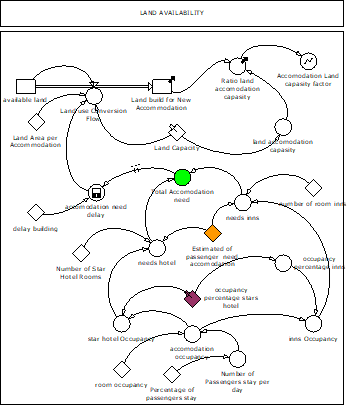 LAND AVAILABILITY
available land
Land use Conversion
Flow
Land build for New
Accommodation
Ratio land
accomodation
capasity
Accomodation Land
capasity factor
Land Area per
Accommodation
Land Capacity
land accomodation
capasity
accomodation need
delay
Total Accomodation
need
needs inns
number of room inns
delay building
Number of Star
Hotel Rooms
needs hotel
Estimated of
passenger need
accomodation
occupancy
percentage inns
occupancy
percentage stars
hotel
star hotel Occupancy
accomodation
occupancy
inns Occupancy
room occupancy
Percentage of
passengers stay
Number of
Passengers stay per
day